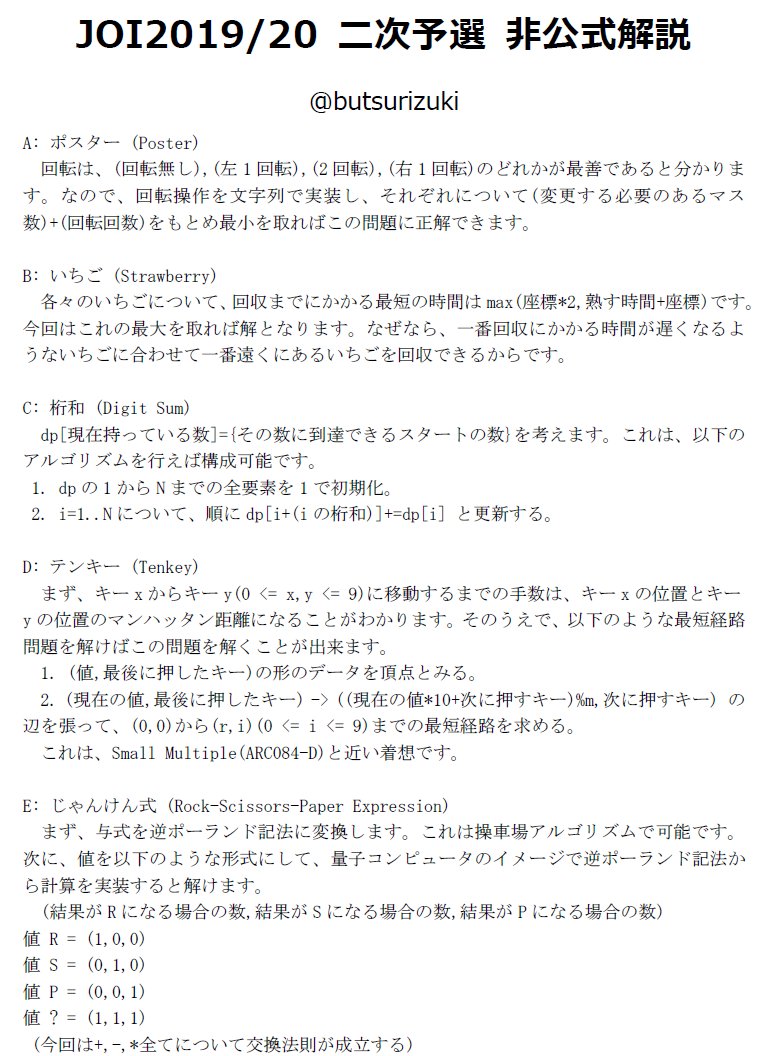 JOI2019/20 二次予選 非公式解説
@butsurizuki
A: ポスター (Poster)
回転は、(回転無し),(左1回転),(2回転),(右1回転)のどれかが最善であると分かりま
す。なので、回転操作を文字列で実装し、それぞれについて(変更する必要のあるマス
数)+(回転回数)をもとめ最小を取ればこの問題に正解できます。
B: いちご (Strawberry)
各々のいちごについて、回収までにかかる最短の時間は max(座標*2,熟す時間+座標)です。
今回はこれの最大を取れば解となります。なぜなら、一番回収にかかる時間が遅くなるよ
うないちごに合わせて一番遠くにあるいちごを回収できるからです。
C: 桁和 (Digit Sum)
dp[現在持っている数]={その数に到達できるスタートの数}を考えます。これは、以下の
アルゴリズムを行えば構成可能です。
1. dp の 1 から N までの全要素を 1 で初期化。
2. i=1..N について、順に dp[i+(i の桁和)]+=dp[i] と更新する。
D: テンキー (Tenkey)
まず、キー x からキー y(0 <= x,y <= 9)に移動するまでの手数は、キー x の位置とキー
y の位置のマンハッタン距離になることがわかります。そのうえで、以下のような最短経路
問題を解けばこの問題を解くことが出来ます。
1. (値,最後に押したキー)の形のデータを頂点とみる。
2. (現在の値,最後に押したキー) -> ((現在の値*10+次に押すキー)%m,次に押すキー) の
辺を張って、(0,0)から(r,i)(0 <= i <= 9)までの最短経路を求める。
これは、Small Multiple(ARC084-D)と近い着想です。
E: じゃんけん式 (Rock-Scissors-Paper Expression)
まず、与式を逆ポーランド記法に変換します。これは操車場アルゴリズムで可能です。
次に、値を以下のような形式にして、量子コンピュータのイメージで逆ポーランド記法か
ら計算を実装すると解けます。
(結果が R になる場合の数,結果が S になる場合の数,結果が P になる場合の数)
値 R = (1,0,0)
値 S = (0,1,0)
値 P = (0,0,1)
値 ? = (1,1,1)
(今回は+,-,*全てについて交換法則が成立する)